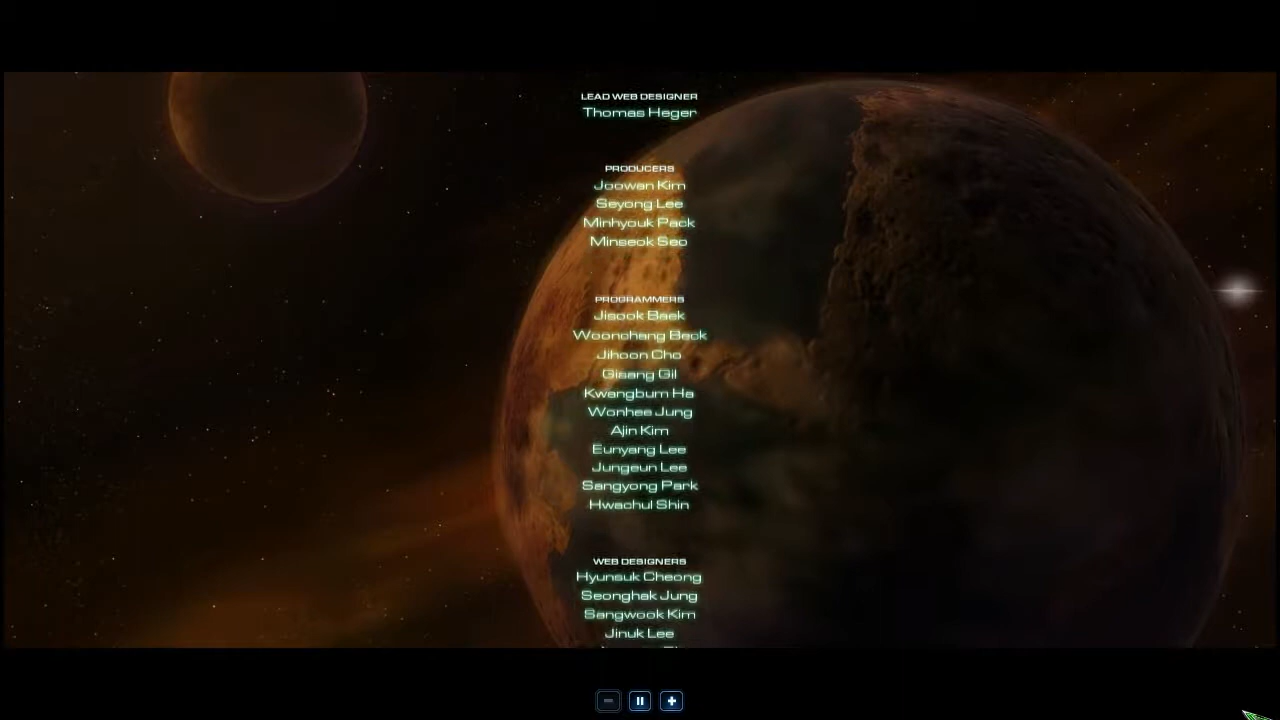 LEAD WEB DESIGNER
Thomas Heger
PRODUCERS
Joowan Kim
Seyong Lee
Minhyouk Pack
Minseok Seo
PROGRAMMERS
Jisook Baek
Woonchang Beck
Jihoon Cho
Gisang Gil
Kwangbum Ha
Wonhee Jung
Ajin Kim
Eunyang Lee
Jungeun Lee
Sangyong Park
Hwachul Shin
WEB DESIGNERS
Hyunsuk Cheong
Seonghak Jung
Sangwook Kim
Jinuk Lee